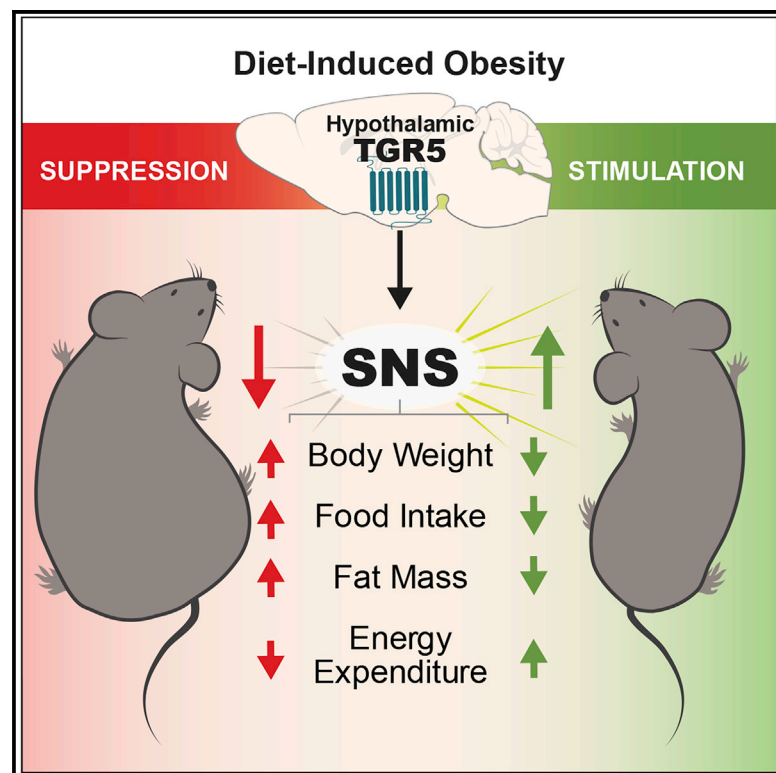 Diet-Induced Obesity
Hypothalamic
TGR5
SUPPRESSION
STIMULATION
SNS
Body Weight
Food Intake
Fat Mass
Energy
Expenditure